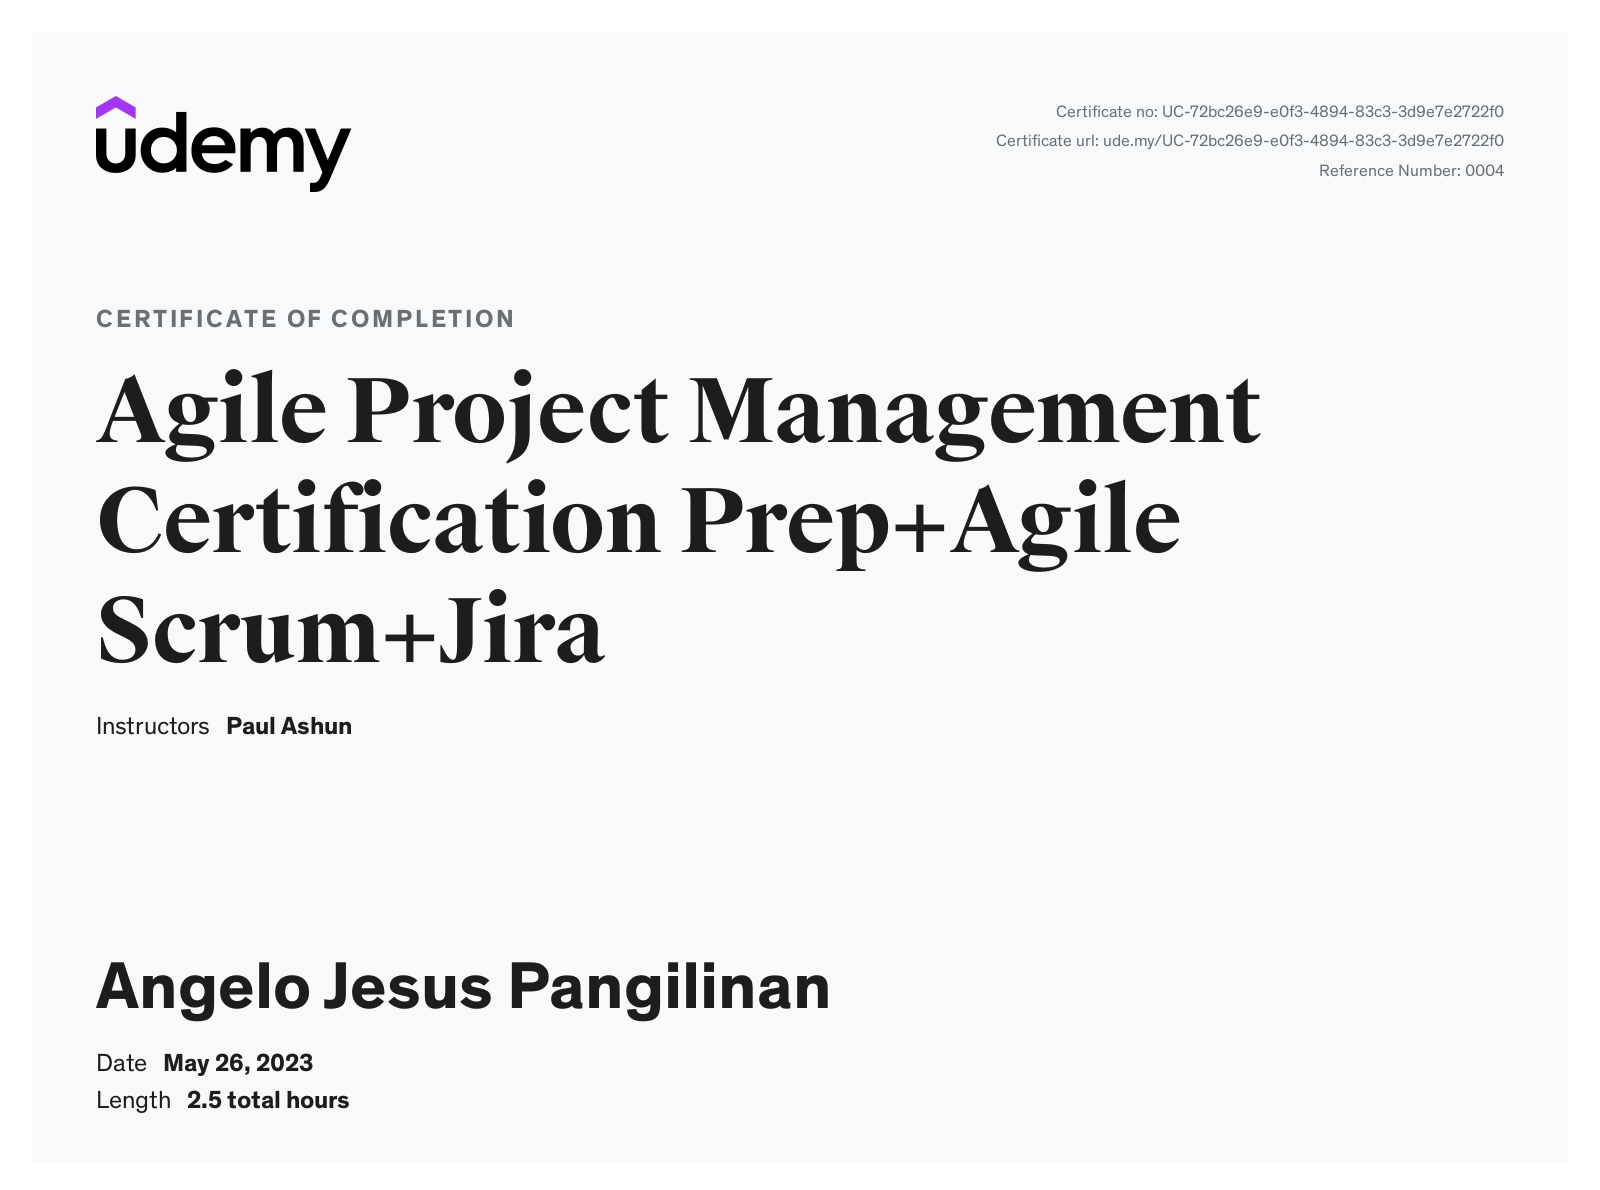 udemy
Certificate no: UC-72bc26e9-e0f3-4894-83c3-3d9e7e2722f0
Certificate url: ude.my/UC-72bc26e9-e0f3-4894-83c3-3d9e7e2722f0
Reference Number: 0004
CERTIFICATE OF COMPLETION
Agile Project Management
Certification Prep+Agile
Scrum+Jira
Instructors Paul Ashun
Angelo Jesus Pangilinan
Date May 26, 2023
Length 2.5 total hours